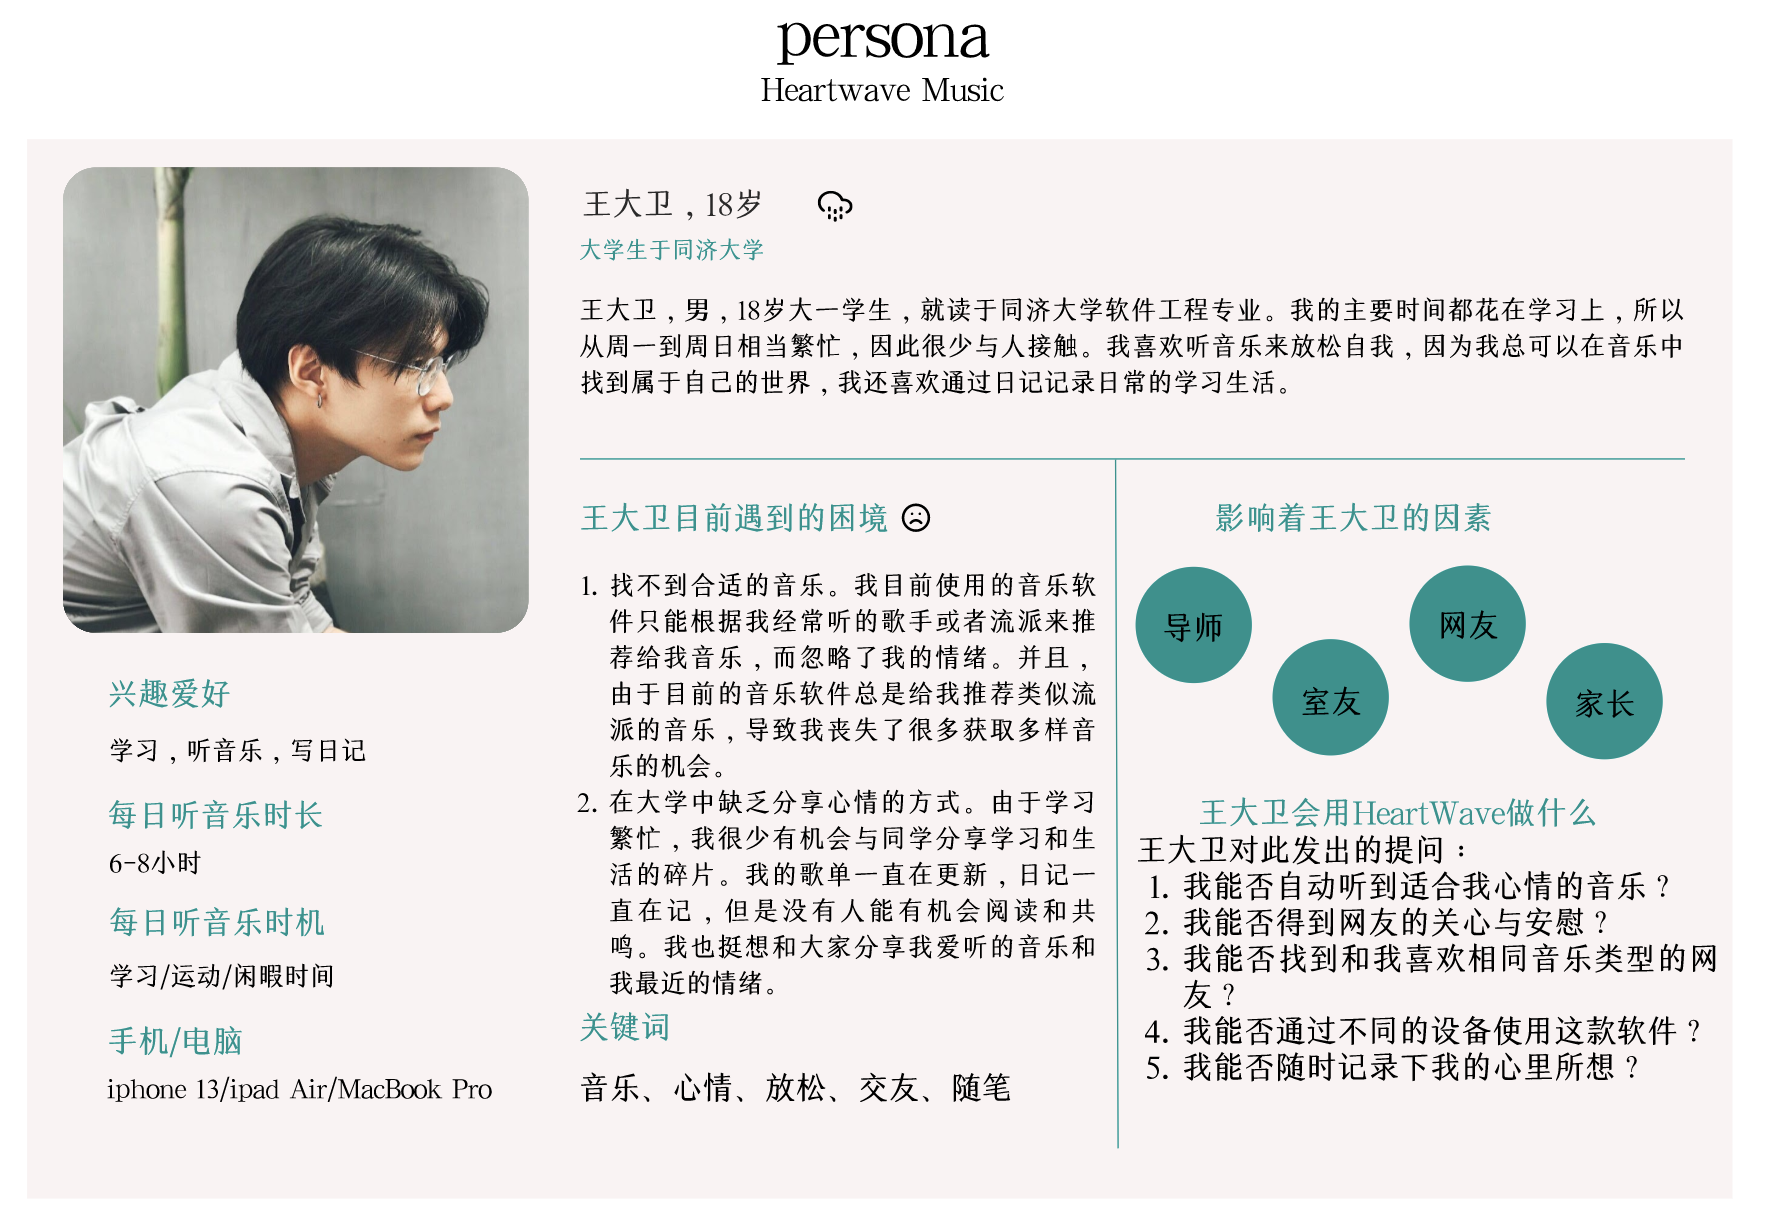 persona
Heartwave Music
王大卫，18岁
大学生于同济大学
王大卫，男，18岁大一学生，就读于同济大学软件工程专业。我的主要时间都花在学习上，所以
从周一到周日相当繁忙，因此很少与人接触。我喜欢听音乐来放松自我，因为我总可以在音乐中
找到属于自己的世界，我还喜欢通过日记记录日常的学习生活。
兴趣爱好
学习，听音乐，写日记
每日听音乐时长
6-8小时
每日听音乐时机
学习/运动/闲暇时间
手机/电脑
iphone 13/ipad Air/MacBook Pro
王大卫目前遇到的困境
1. 找不到合适的音乐。我目前使用的音乐软
件只能根据我经常听的歌手或者流派来推
荐给我音乐，而忽略了我的情绪。并且，
由于目前的音乐软件总是给我推荐类似流
派的音乐，导致我丧失了很多获取多样音
乐的机会。
2. 在大学中缺乏分享心情的方式。由于学习
繁忙，我很少有机会与同学分享学习和生
活的碎片。我的歌单一直在更新，日记一
直在记，但是没有人能有机会阅读和共
鸣。我也挺想和大家分享我爱听的音乐和
我最近的情绪。
关键词
音乐、心情、放松、交友、随笔
影响着王大卫的因素
导师
室友
网友
家长
王大卫会用HeartWave做什么
王大卫对此发出的提问：
1. 我能否自动听到适合我心情的音乐？
2. 我能否得到网友的关心与安慰？
3. 我能否找到和我喜欢相同音乐类型的网
友？
4. 我能否通过不同的设备使用这款软件？
5. 我能否随时记录下我的心里所想？